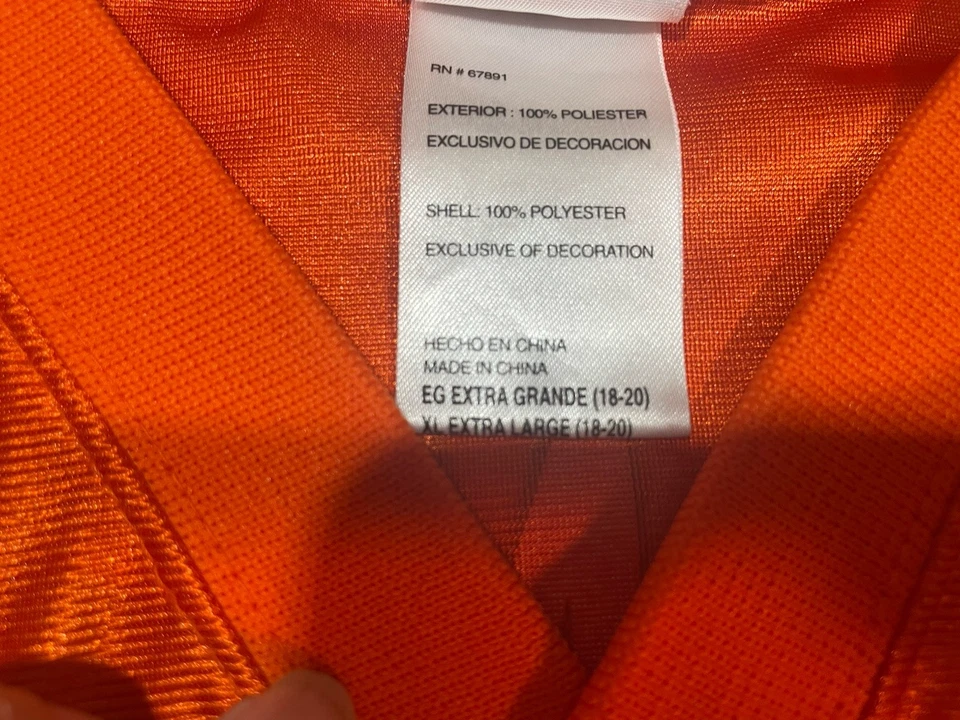 RN # 67891
EXTERIOR : 100% POLIESTER
EXCLUSIVO DE DECORACION
SHELL: 100% POLYESTER
EXCLUSIVE OF DECORATION
HECHO EN CHINA
MADE IN CHINA
EG EXTRA GRANDE (18-20)
XL EXTRA LARGE (18-20)